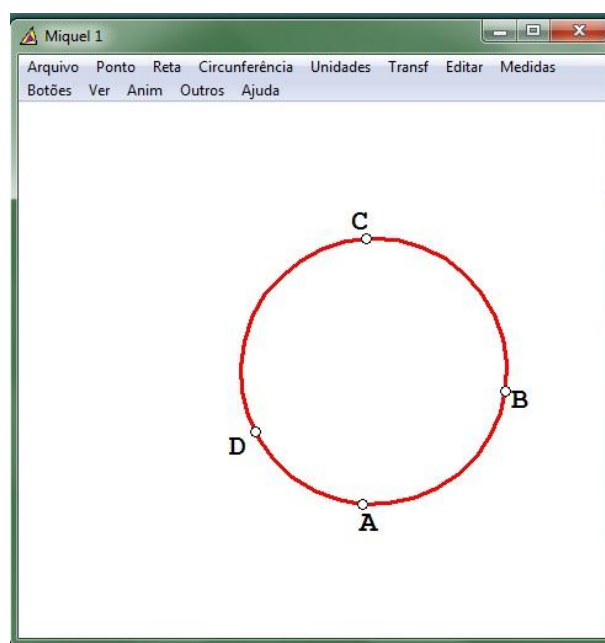 Miquel 1
Arquivo Ponto Reta Circunferência Unidades Transf Editar Medidas
Botões Ver Anim Outros Ajuda
C
B
D
A